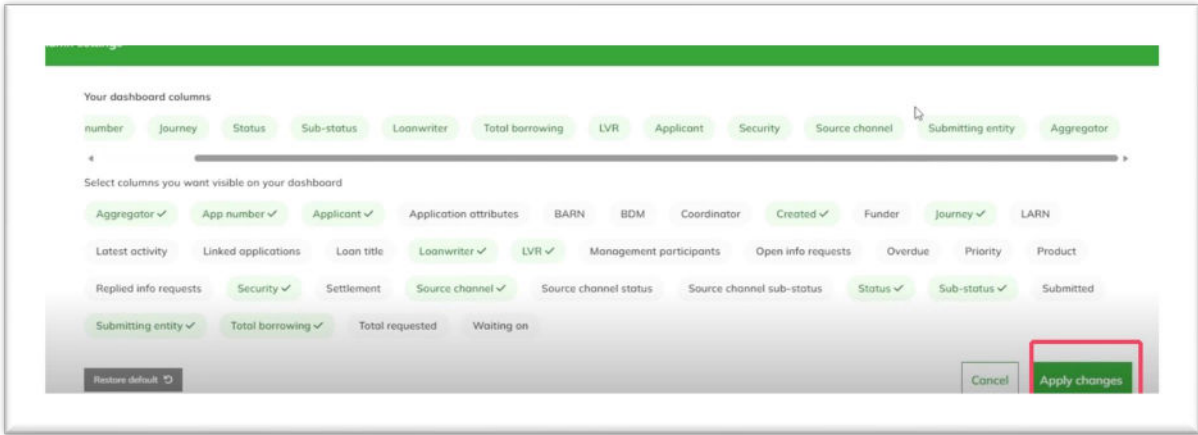 settings
Your dashboard columns
number Journey Status Sub-status Loanwriter Total borrowing LVR Applicant Security Source channel Submitting entity Aggregator
Select columns you want visible on your dashboard
Aggregator ✓ App number ✓ Applicant ✓ Application attributes BARN BDM Coordinator Created ✓ Funder Journey ✓ LARN
Latest activity Linked applications Loan title Loanwriter ✓ LVR ✓ Management participants Open info requests Overdue Priority Product
Replied info requests Security ✓ Settlement Source channel ✓ Source channel status Source channel sub-status Status ✓ Sub-status ✓ Submitted
Submitting entity ✓ Total borrowing ✓ Total requested Waiting on
Restore default Cancel Apply changes